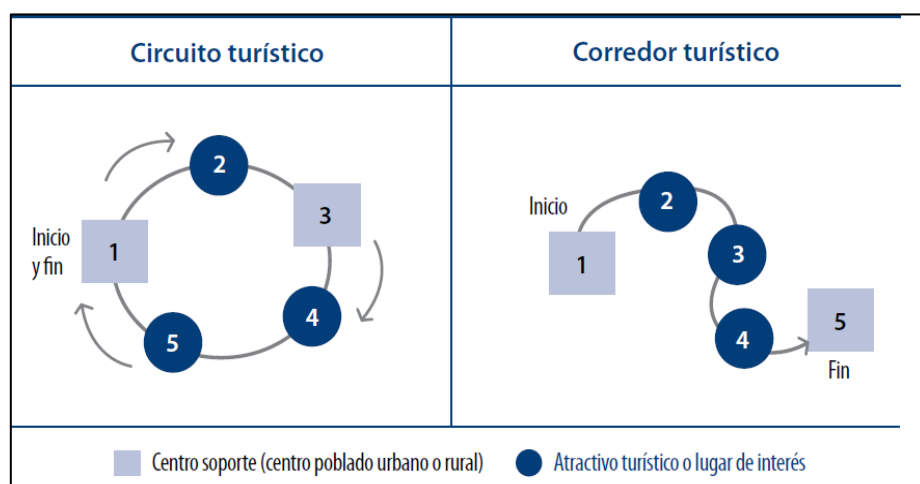 Circuito turístico
Corredor turístico
2
3
Inicio
y fin
1
4
5
Inicio
2
1
3
5
4
Fin
Centro soporte (centro poblado urbano o rural)
Atractivo turístico o lugar de interés